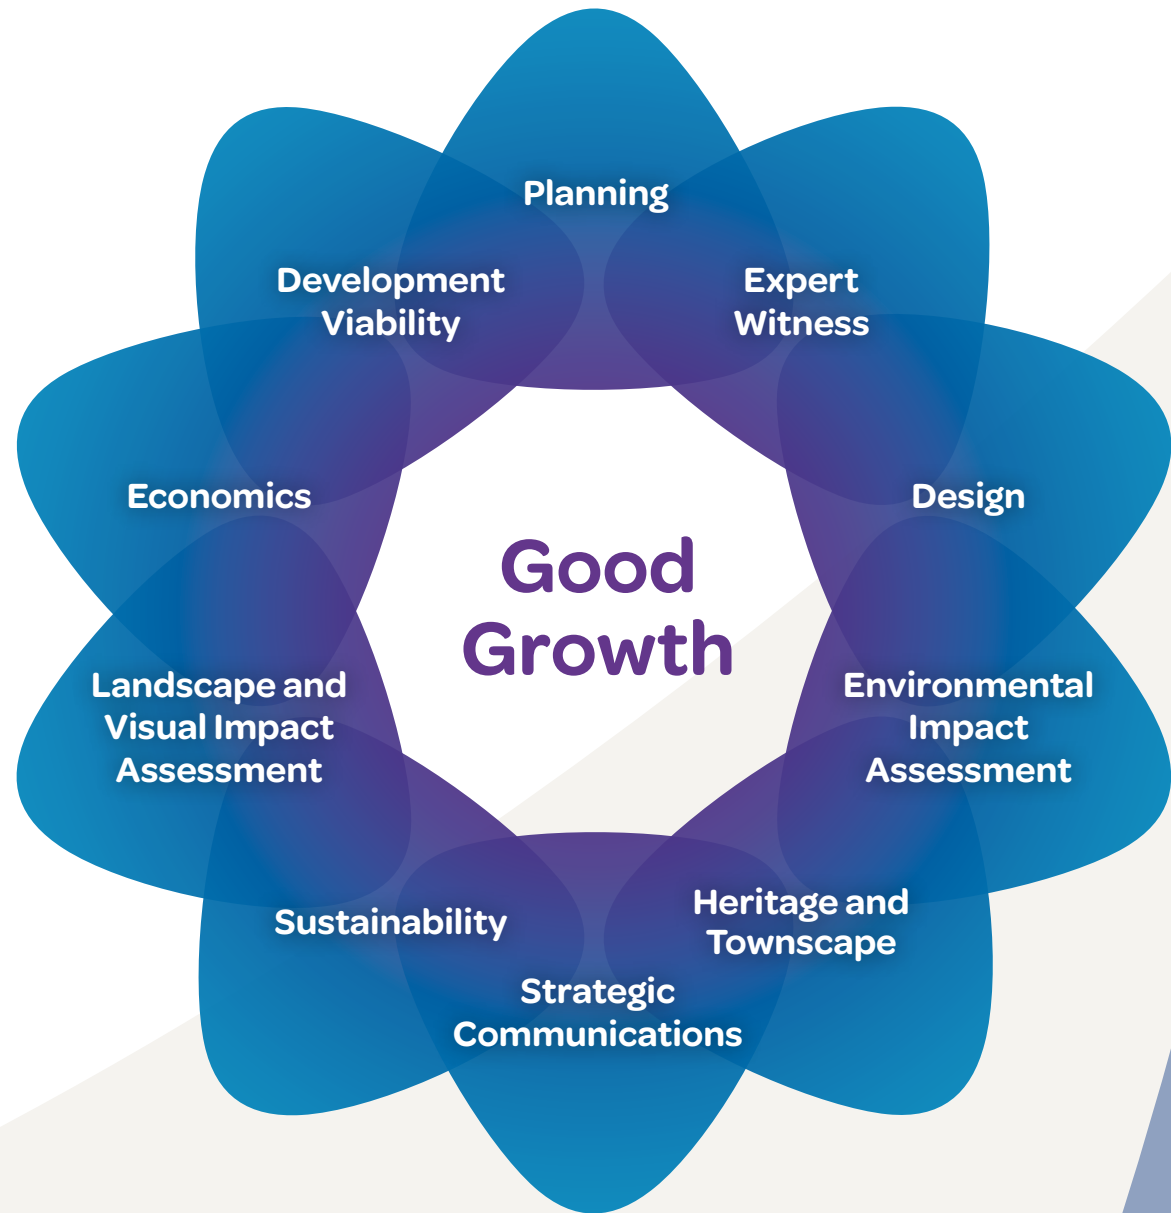 Planning
Development
Viability
Expert
Witness
Economics
Design
Good
Growth
Landscape and
Visual Impact
Assessment
Environmental
Impact
Assessment
Sustainability
Heritage and
Townscape
Strategic
Communications